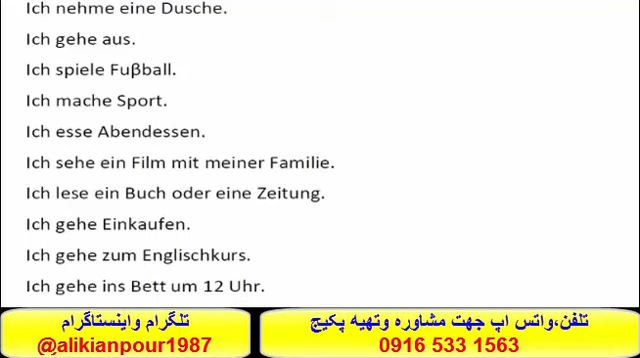 Ich nehme eine Dusche.
Ich gehe aus.
Ich spiele Fuβball.
Ich mache Sport.
Ich esse Abendessen.
Ich sehe ein Film mit meiner Familie.
Ich lese ein Buch oder eine Zeitung.
Ich gehe Einkaufen.
Ich gehe zum Englischkurs.
Ich gehe ins Bett um 12 Uhr.
تلگرام واینستاگرام
@alikianpour1987
تلفن،واتس اپ جهت مشاوره وتهیه پکیج
0916 533 1563